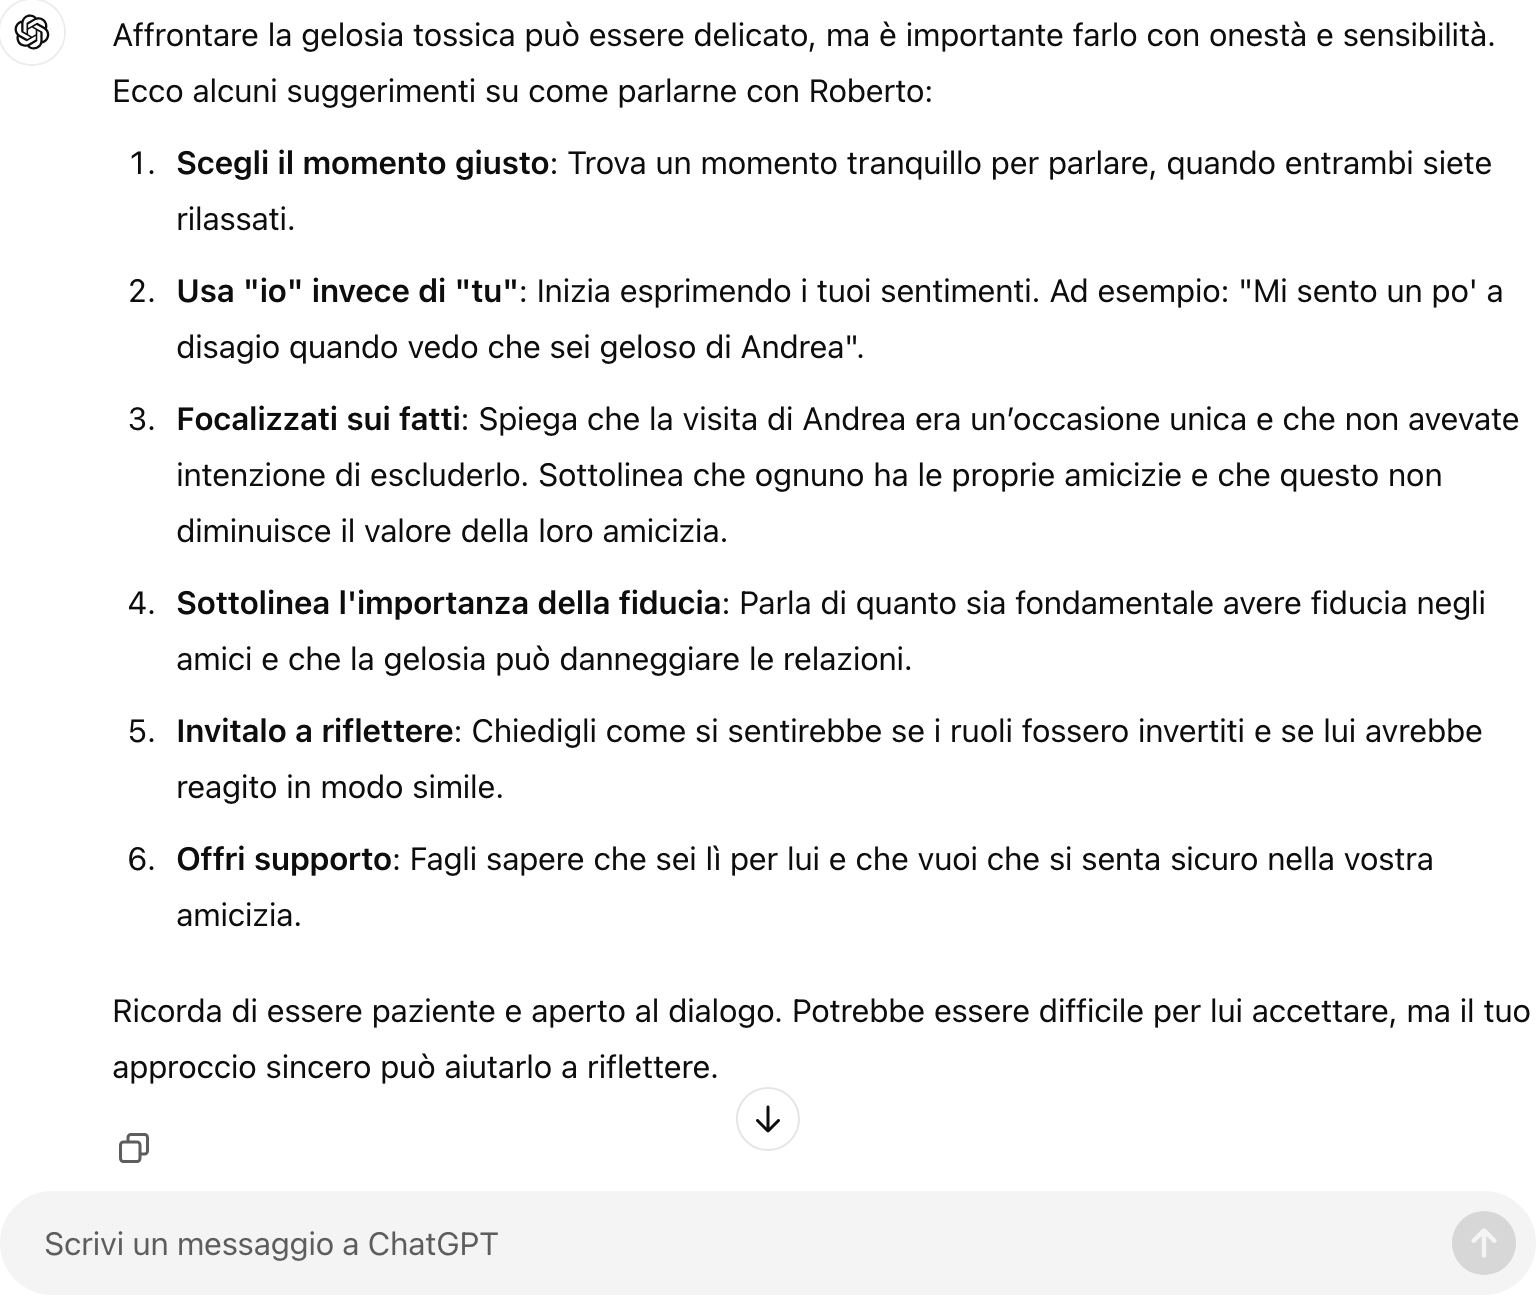 Affrontare la gelosia tossica può essere delicato, ma è importante farlo con onestà e sensibilità.
Ecco alcuni suggerimenti su come parlarne con Roberto:
1. Scegli il momento giusto: Trova un momento tranquillo per parlare, quando entrambi siete
rilassati.
2. Usa "io" invece di "tu": Inizia esprimendo i tuoi sentimenti. Ad esempio: "Mi sento un po' a
disagio quando vedo che sei geloso di Andrea".
3. Focalizzati sui fatti: Spiega che la visita di Andrea era un’occasione unica e che non avevate
intenzione di escluderlo. Sottolinea che ognuno ha le proprie amicizie e che questo non
diminuisce il valore della loro amicizia.
4. Sottolinea l'importanza della fiducia: Parla di quanto sia fondamentale avere fiducia negli
amici e che la gelosia può danneggiare le relazioni.
5. Invitalo a riflettere: Chiedigli come si sentirebbe se i ruoli fossero invertiti e se lui avrebbe
reagito in modo simile.
6. Offri supporto: Fagli sapere che sei lì per lui e che vuoi che si senta sicuro nella vostra
amicizia.
Ricorda di essere paziente e aperto al dialogo. Potrebbe essere difficile per lui accettare, ma il tuo
approccio sincero può aiutarlo a riflettere.
Scrivi un messaggio a ChatGPT